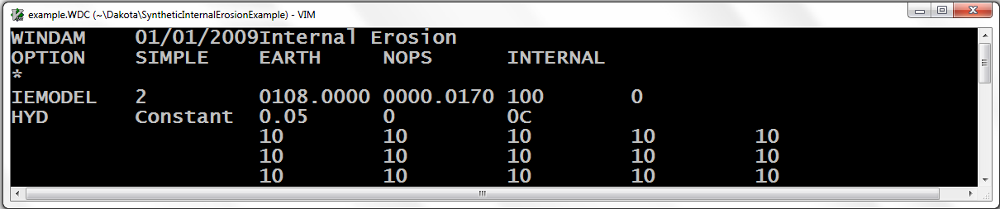 example.WDC (~\Dakota\SyntheticInternalErosionExample) - VIM
WINDAM    01/01/2009Internal Erosion
OPTION    SIMPLE    EARTH     NOPS      INTERNAL
*
IEMODEL   2         0108.0000 0000.0170 100       0
HYD       Constant  0.05      0         0C
                    10        10        10        10        10
                    10        10        10        10        10
                    10        10        10        10        10